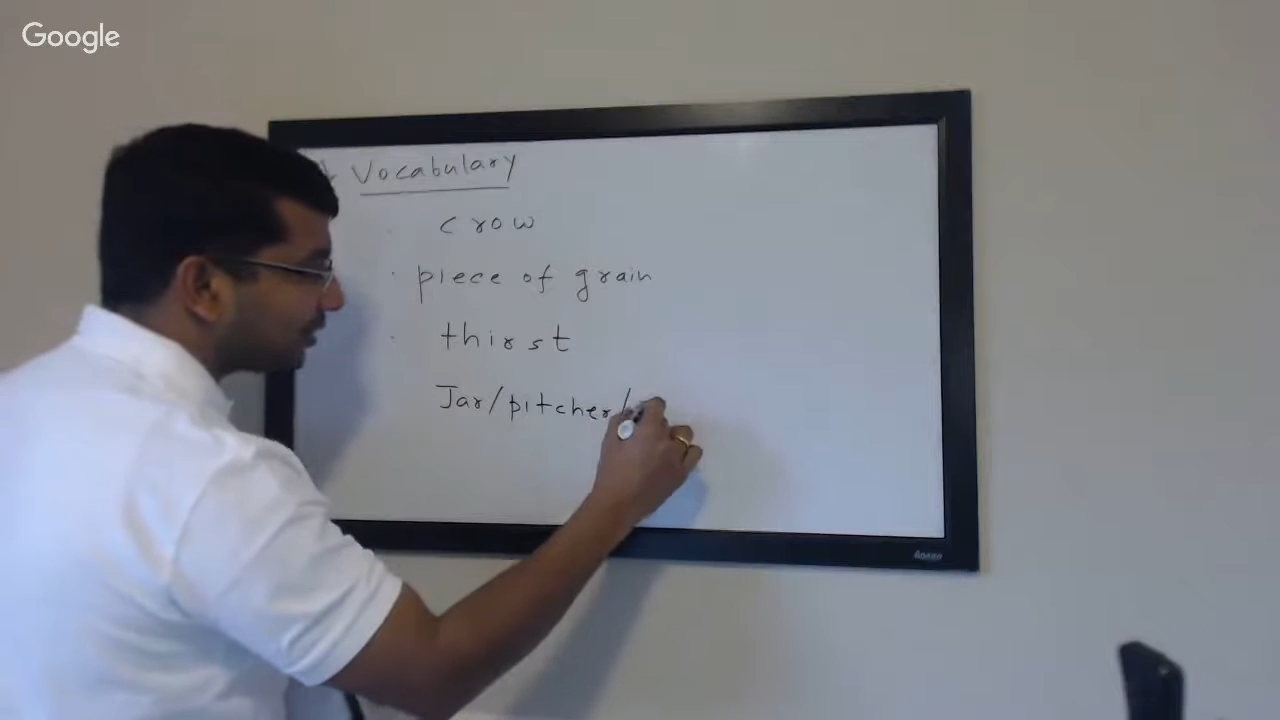 Google
Vocabulary
crow
piece of grain
thirst
Jar/pitcher/